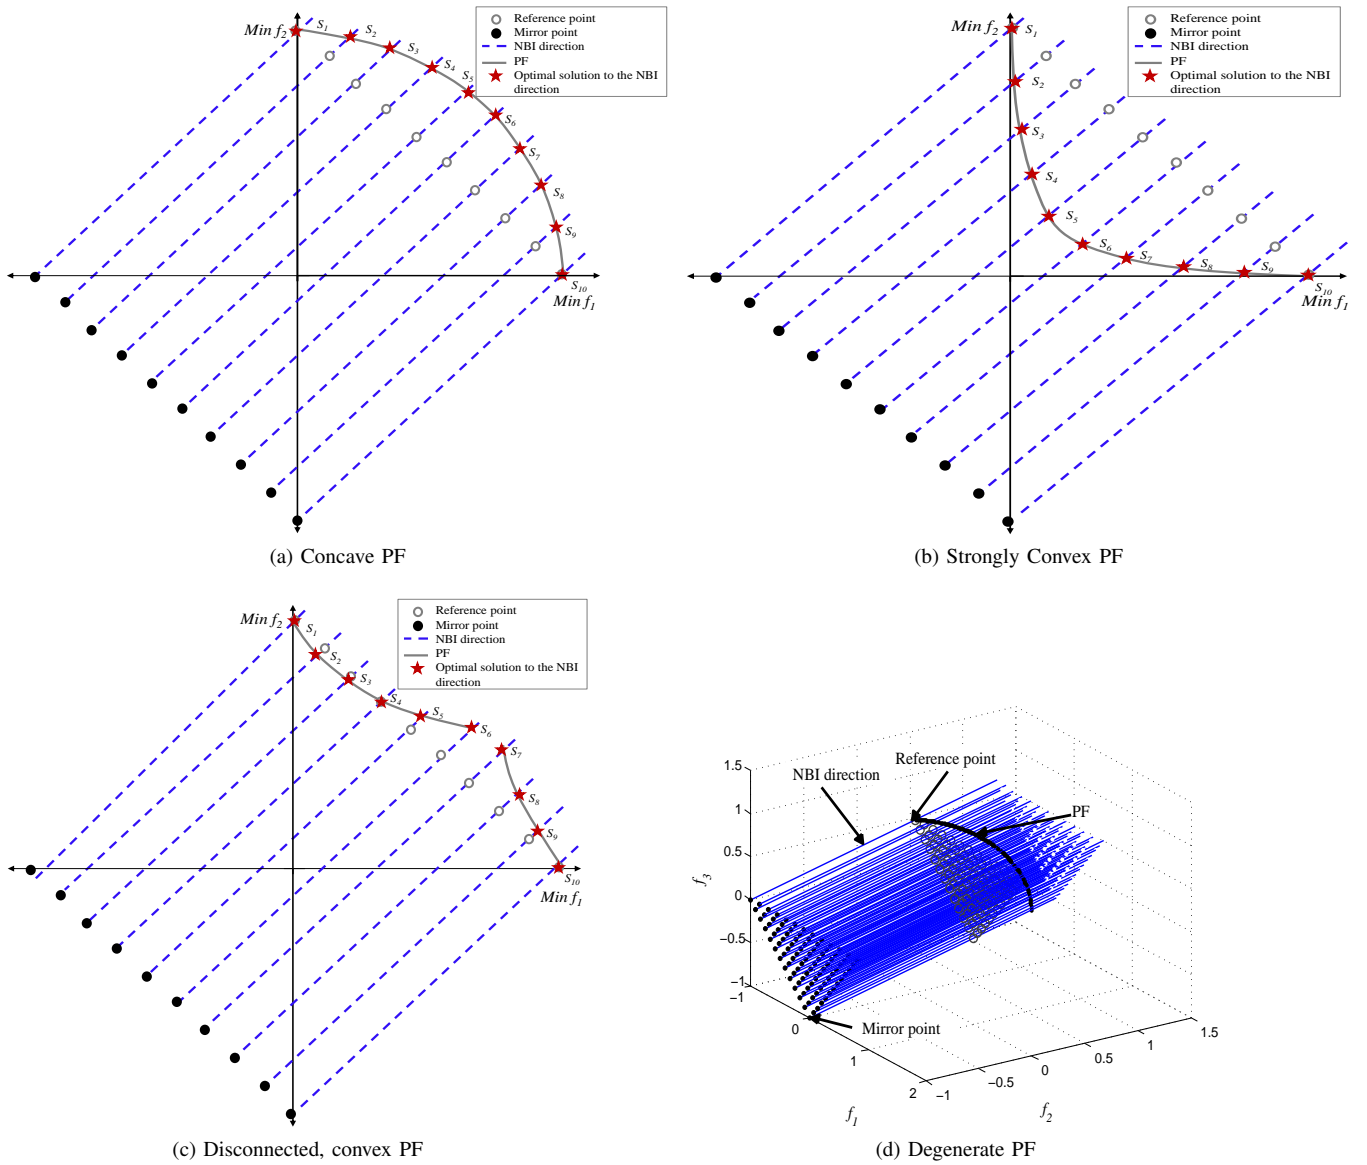 Min f2
S1
S2
S3
S4
S5
S6
S7
S8
S9
S10
Min f1
Reference point
Mirror point
NBI direction
PF
Optimal solution to the NBI
direction
(a) Concave PF
Min f2
S1
S2
S3
S4
S5
S6
S7
S8
S9
S10
Min f1
Reference point
Mirror point
NBI direction
PF
Optimal solution to the NBI
direction
(b) Strongly Convex PF
Min f2
S1
S2
S3
S4
S5
S6
S7
S8
S9
S10
Min f1
Reference point
Mirror point
NBI direction
PF
Optimal solution to the NBI
direction
(c) Disconnected, convex PF
Reference point
NBI direction
PF
Mirror point
1.5
1
0.5
0
−0.5
−1
f3
−1
0
1
2
f1
−1
−0.5
0
0.5
1
1.5
f2
(d) Degenerate PF